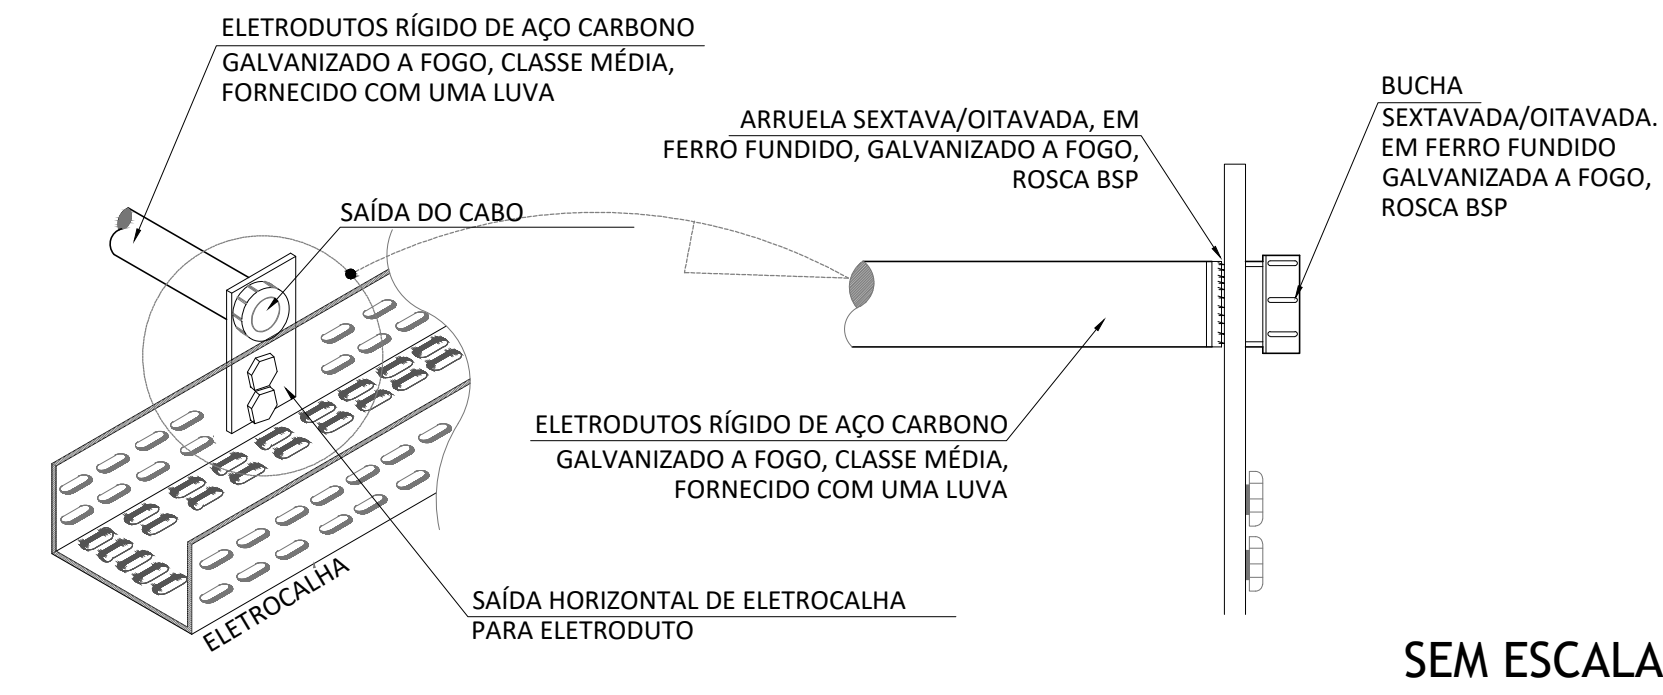 ELETRODUTOS RÍGIDO DE AÇO CARBONO
GALVANIZADO A FOGO, CLASSE MÉDIA,
FORNECIDO COM UMA LUVA
ARRUELA SEXTAVA/OITAVADA, EM
FERRO FUNDIDO, GALVANIZADO A FOGO,
ROSCA BSP
BUCHA
SEXTAVADA/OITAVADA.
EM FERRO FUNDIDO
GALVANIZADA A FOGO,
ROSCA BSP
SAÍDA DO CABO
ELETRODUTOS RÍGIDO DE AÇO CARBONO
GALVANIZADO A FOGO, CLASSE MÉDIA,
FORNECIDO COM UMA LUVA
ELETROCALHA
SAÍDA HORIZONTAL DE ELETROCALHA
PARA ELETRODUTO
SEM ESCALA